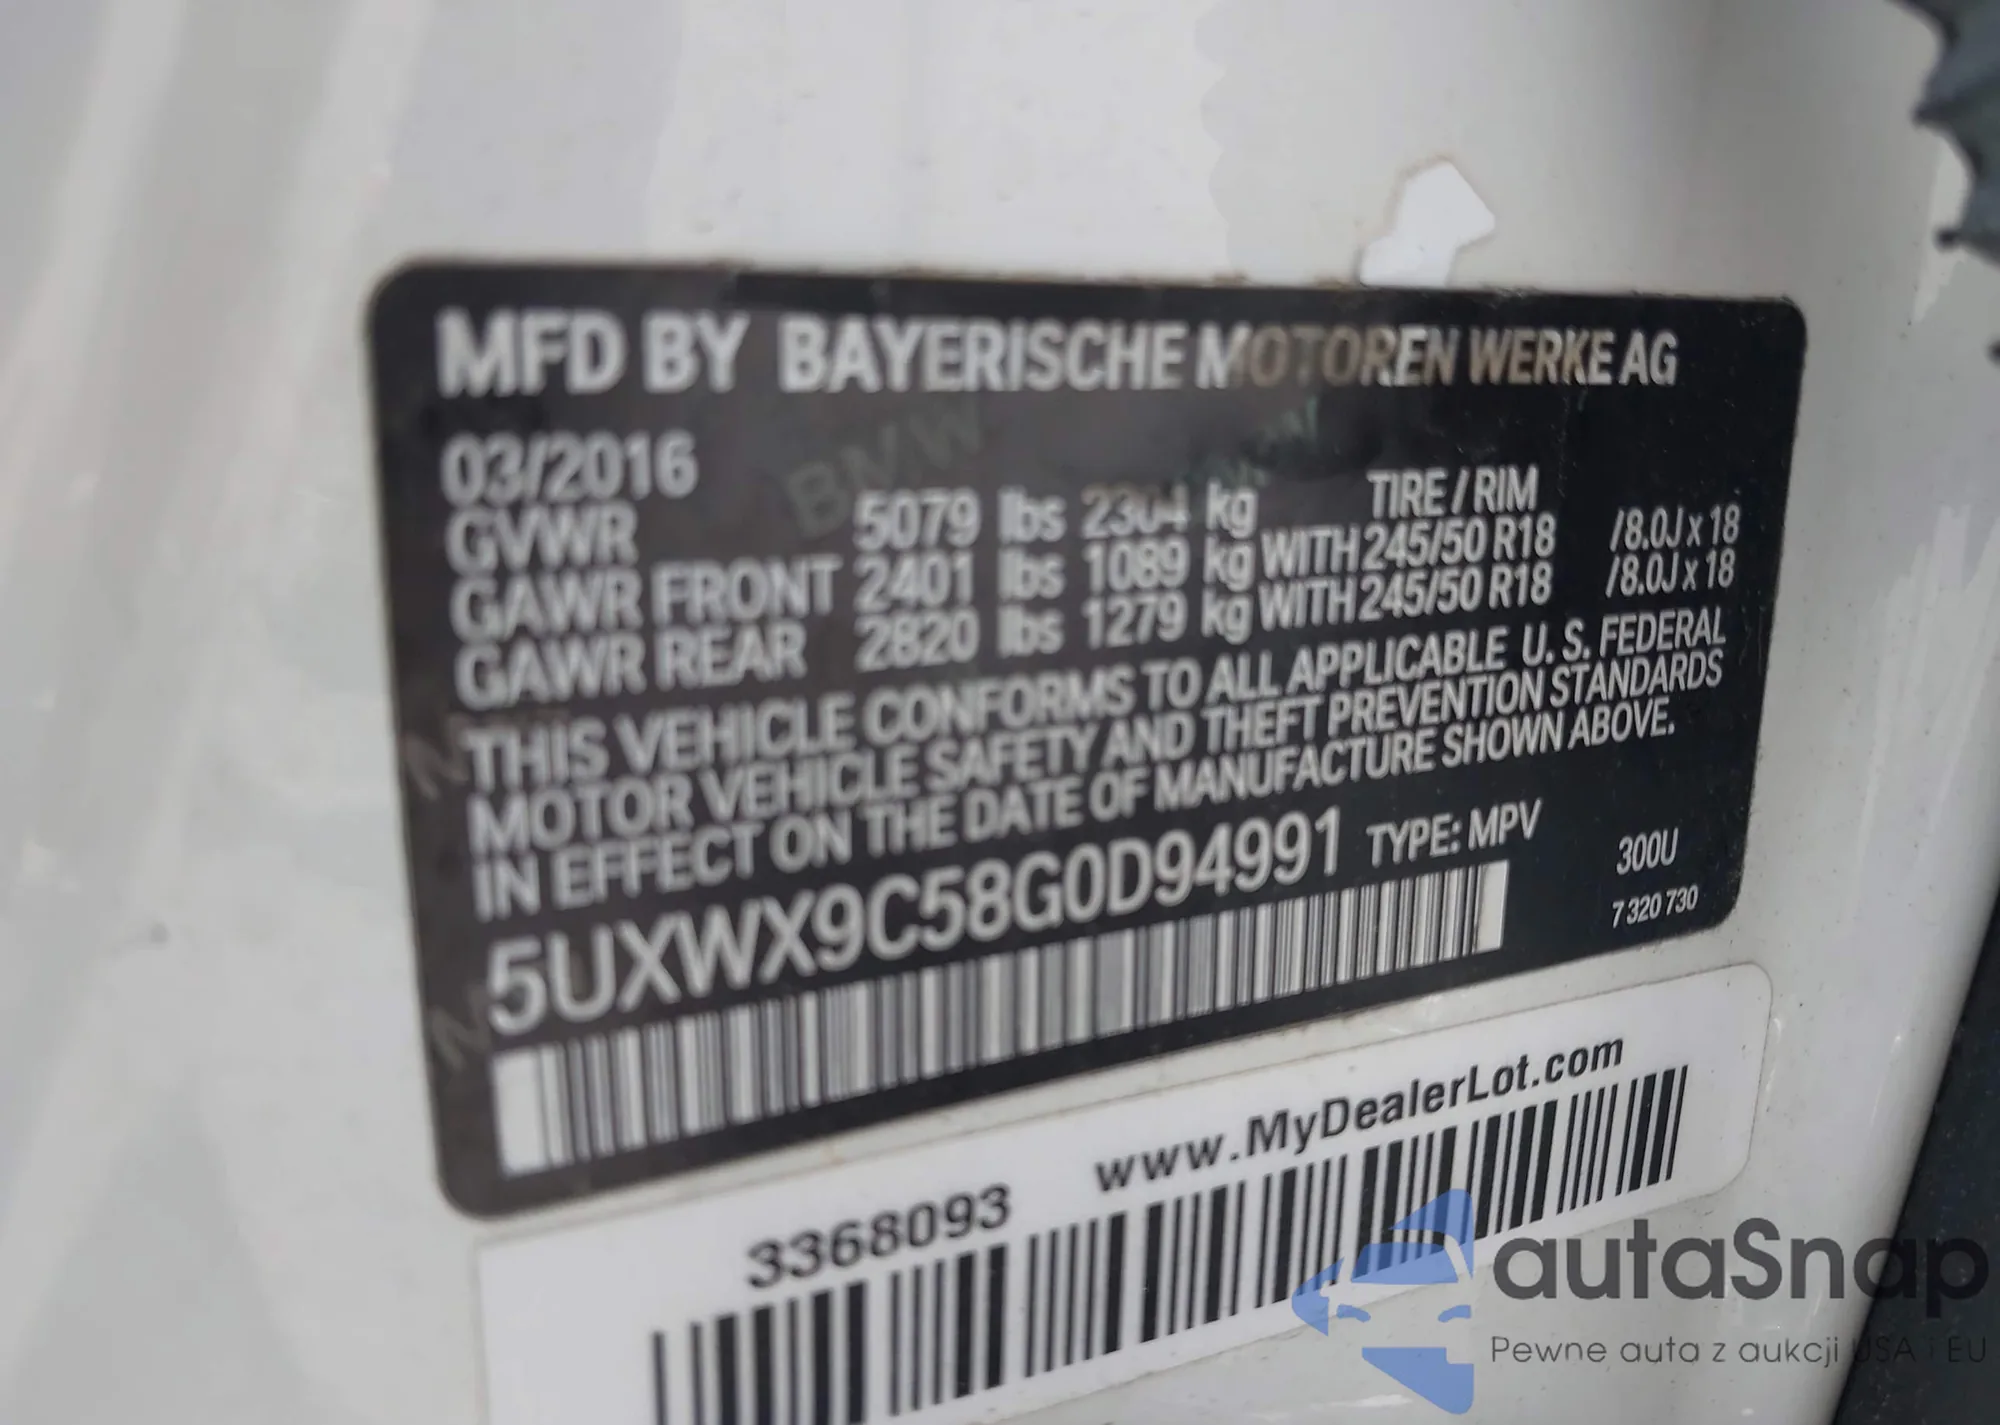 MFD BY BAYERISCHE MOTOREN WERKE AG
03/2016
TIRE / RIM
GVWR 5079 lbs 2304 kg
GAWR FRONT 2401 lbs 1089 kg WITH 245/50 R18 /8.0J x 18
GAWR REAR 2820 lbs 1279 kg WITH 245/50 R18 /8.0J x 18
THIS VEHICLE CONFORMS TO ALL APPLICABLE U.S. FEDERAL
MOTOR VEHICLE SAFETY AND THEFT PREVENTION STANDARDS
IN EFFECT ON THE DATE OF MANUFACTURE SHOWN ABOVE.
5UXWX9C58G0D94991 TYPE: MPV 300U
7 320 730
www.MyDealerLot.com
3368093
autaSnap
Pewne auta z aukcji USA i EU
BMW